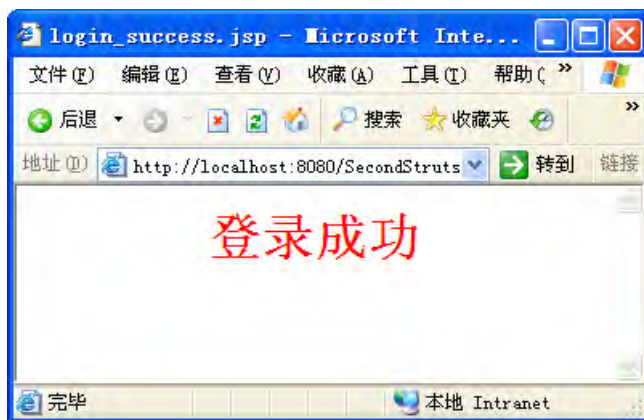 login_success.jsp - Microsoft Inte...
文件(F) 编辑(E) 查看(V) 收藏(A) 工具(T) 帮助( »
后退 搜索 收藏夹 »
地址(D) http://localhost:8080/SecondStruts 转到 链接
登录成功
完毕 本地 Intranet